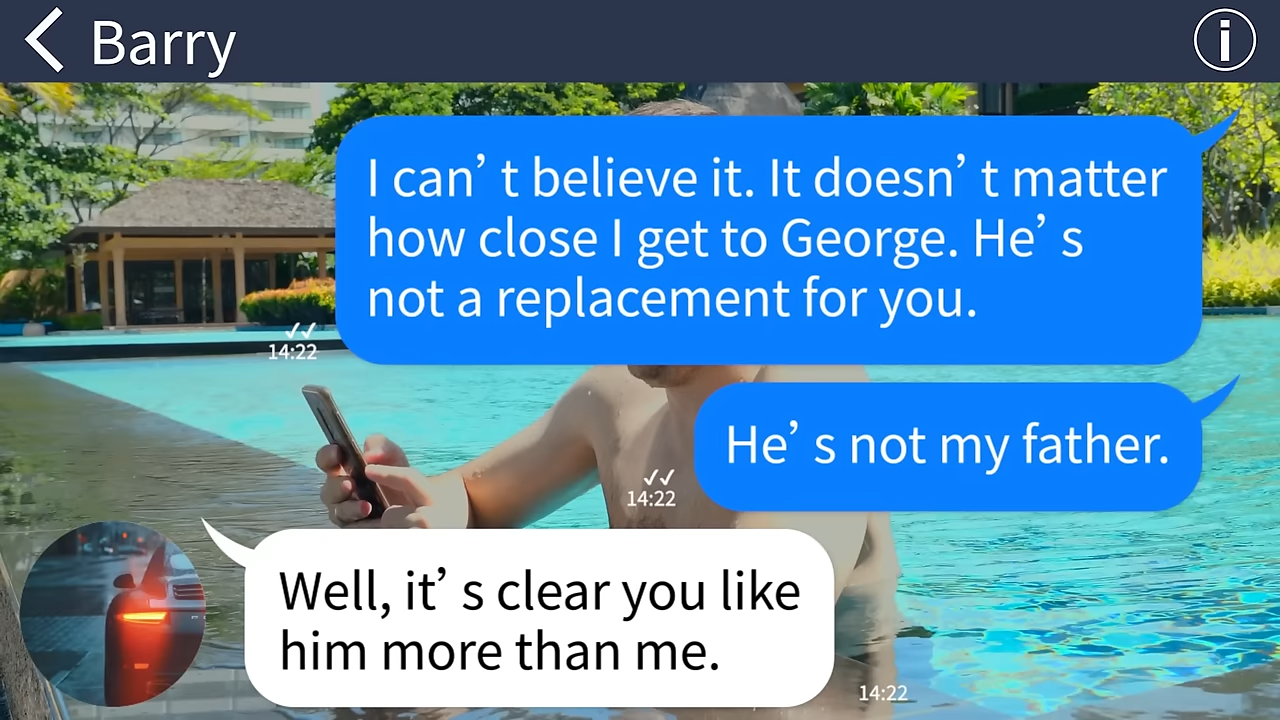 Barry
I can’t believe it. It doesn’t matter
how close I get to George. He’s
not a replacement for you.
14:22
He’s not my father.
14:22
Well, it’s clear you like
him more than me.
14:22